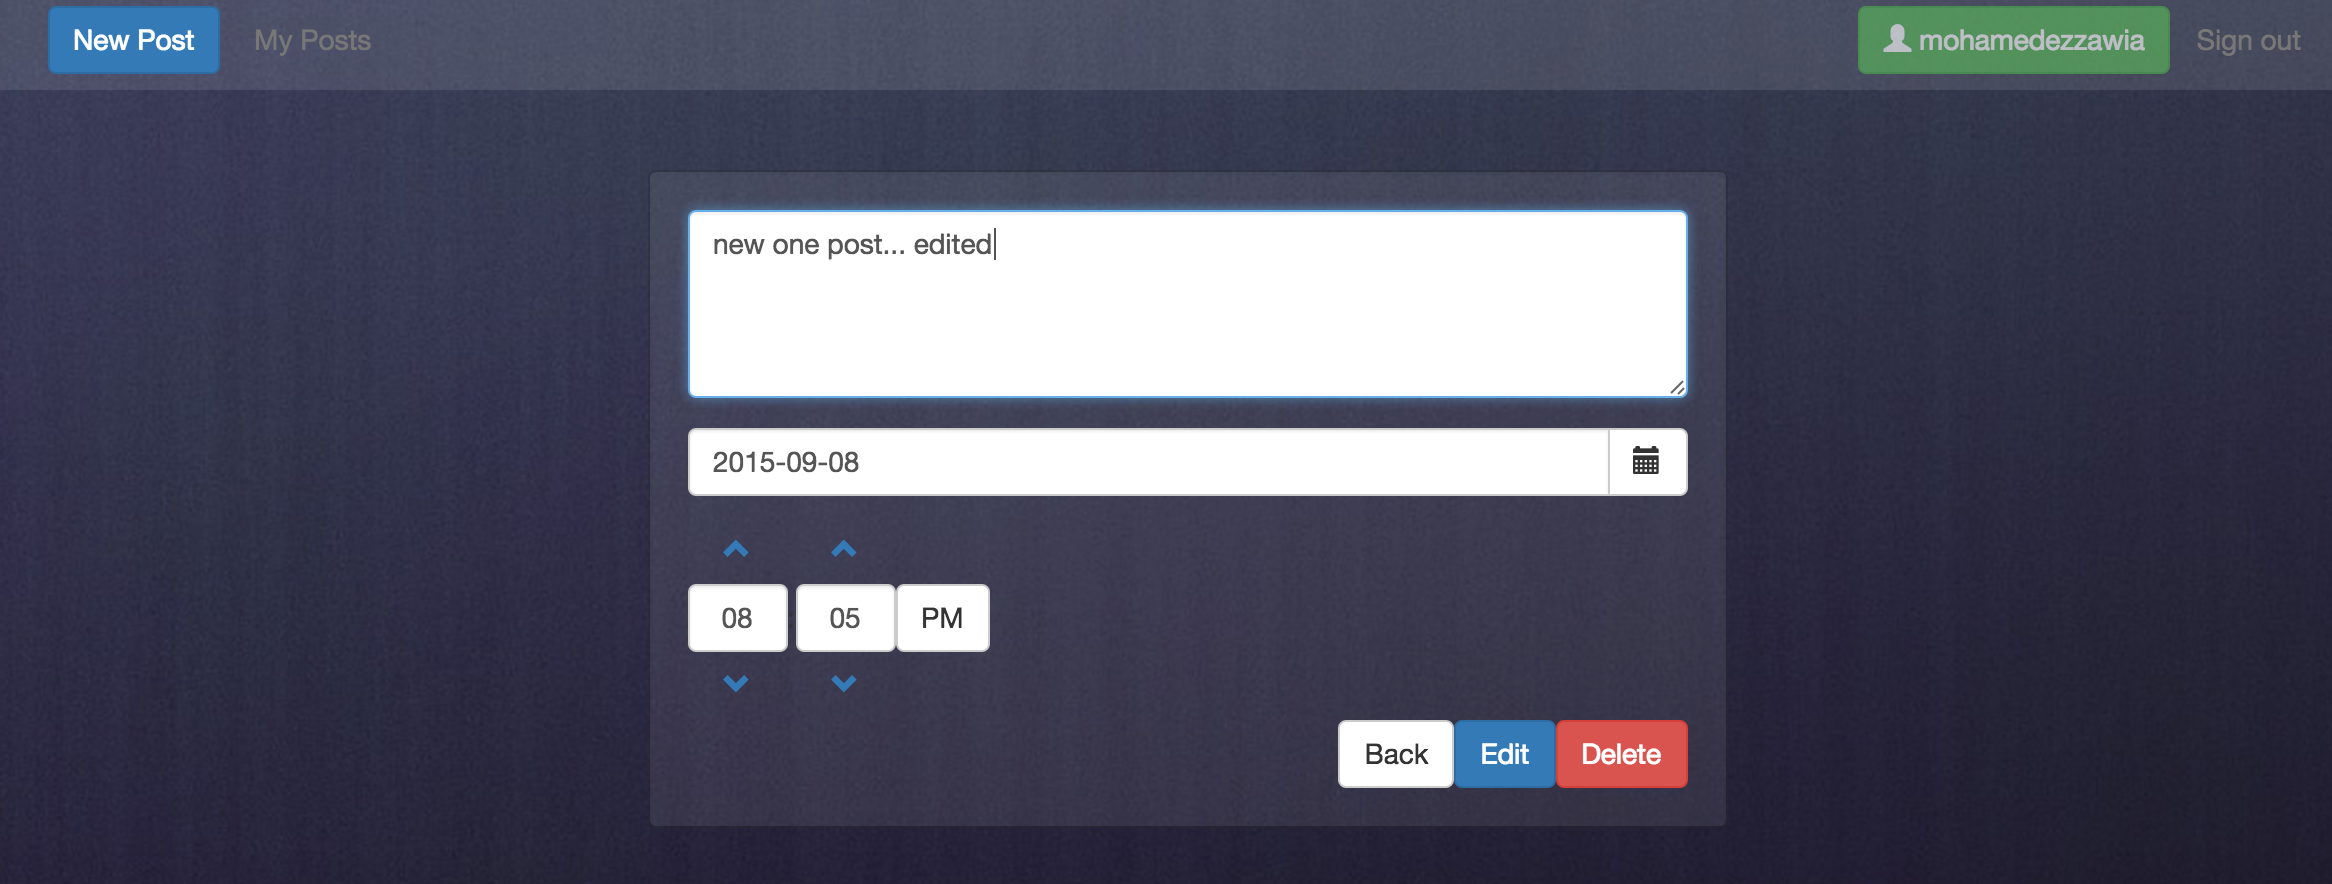 New Post My Posts mohamedezzawia Sign out
new one post... edited
2015-09-08
08 05 PM
Back Edit Delete